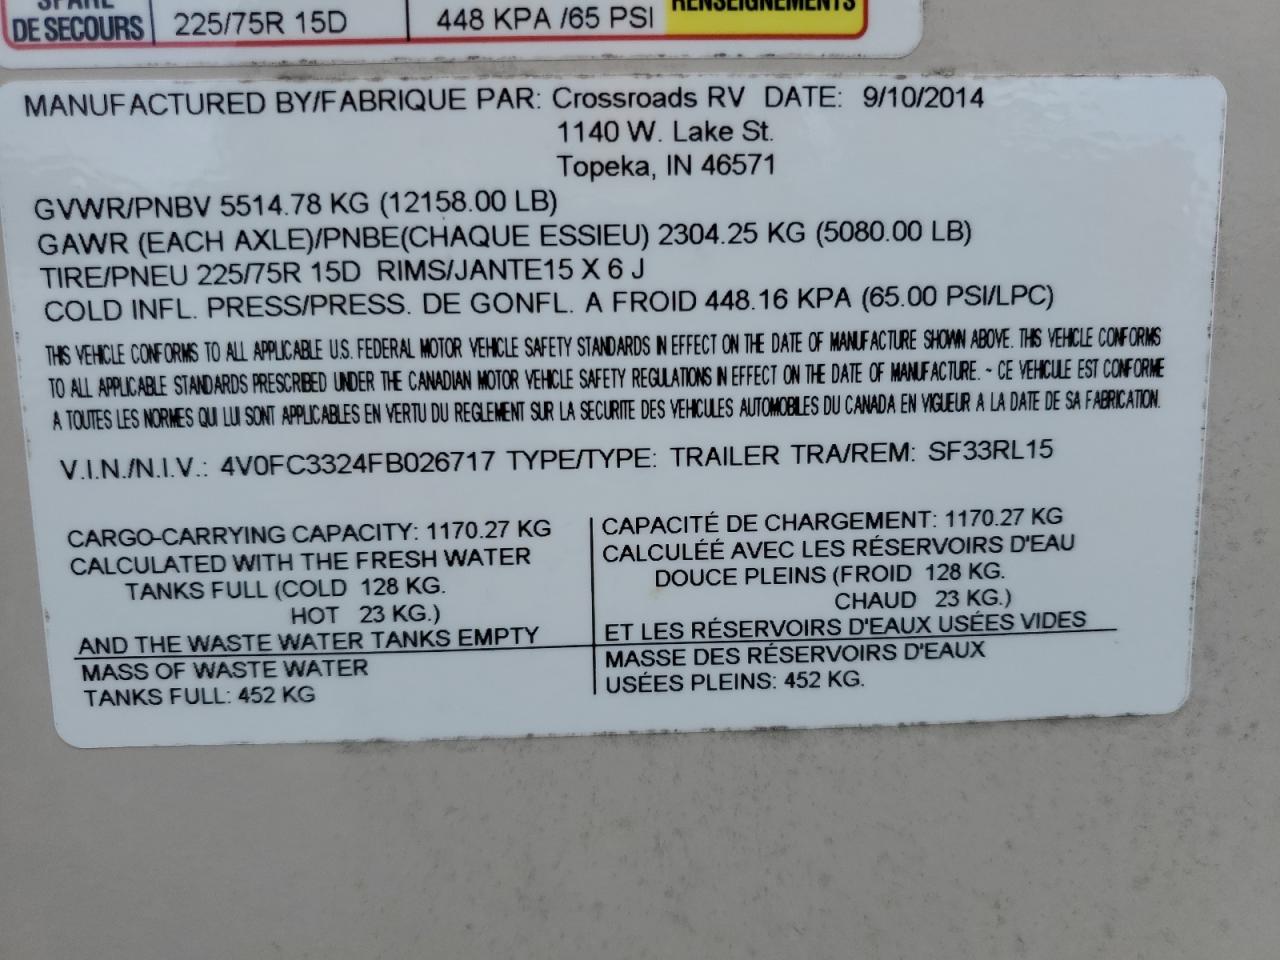 SPARE
DE SECOURS 225/75R 15D 448 KPA /65 PSI RENSEIGNEMENTS
MANUFACTURED BY/FABRIQUE PAR: Crossroads RV DATE: 9/10/2014
1140 W. Lake St.
Topeka, IN 46571
GVWR/PNBV 5514.78 KG (12158.00 LB)
GAWR (EACH AXLE)/PNBE(CHAQUE ESSIEU) 2304.25 KG (5080.00 LB)
TIRE/PNEU 225/75R 15D RIMS/JANTE15 X 6 J
COLD INFL. PRESS/PRESS. DE GONFL. A FROID 448.16 KPA (65.00 PSI/LPC)
THIS VEHICLE CONFORMS TO ALL APPLICABLE U.S. FEDERAL MOTOR VEHICLE SAFETY STANDARDS IN EFFECT ON THE DATE OF MANUFACTURE SHOWN ABOVE. THIS VEHICLE CONFORMS
TO ALL APPLICABLE STANDARDS PRESCRIBED UNDER THE CANADIAN MOTOR VEHICLE SAFETY REGULATIONS IN EFFECT ON THE DATE OF MANUFACTURE. - CE VEHICULE EST CONFORME
A TOUTES LES NORMES QUI LUI SONT APPLICABLES EN VERTU DU REGLEMENT SUR LA SECURITE DES VEHICULES AUTOMOBILES DU CANADA EN VIGUEUR A LA DATE DE SA FABRICATION.
V.I.N./N.I.V.: 4V0FC3324FB026717 TYPE/TYPE: TRAILER TRA/REM: SF33RL15
CARGO-CARRYING CAPACITY: 1170.27 KG
CALCULATED WITH THE FRESH WATER
TANKS FULL (COLD 128 KG.
HOT 23 KG.)
AND THE WASTE WATER TANKS EMPTY
MASS OF WASTE WATER
TANKS FULL: 452 KG
CAPACITÉ DE CHARGEMENT: 1170.27 KG
CALCULÉÉ AVEC LES RÉSERVOIRS D'EAU
DOUCE PLEINS (FROID 128 KG.
CHAUD 23 KG.)
ET LES RÉSERVOIRS D'EAUX USÉES VIDES
MASSE DES RÉSERVOIRS D'EAUX
USÉES PLEINS: 452 KG.